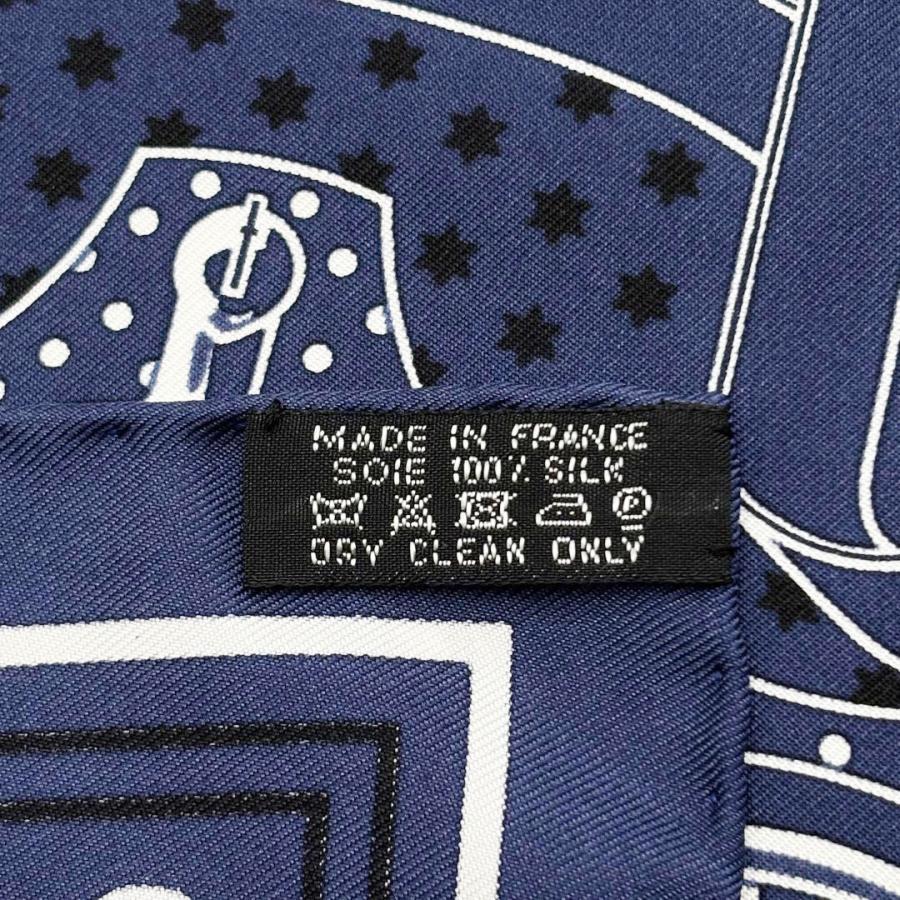 MADE IN FRANCE
SOIE 100% SILK
P
DRY CLEAN ONLY